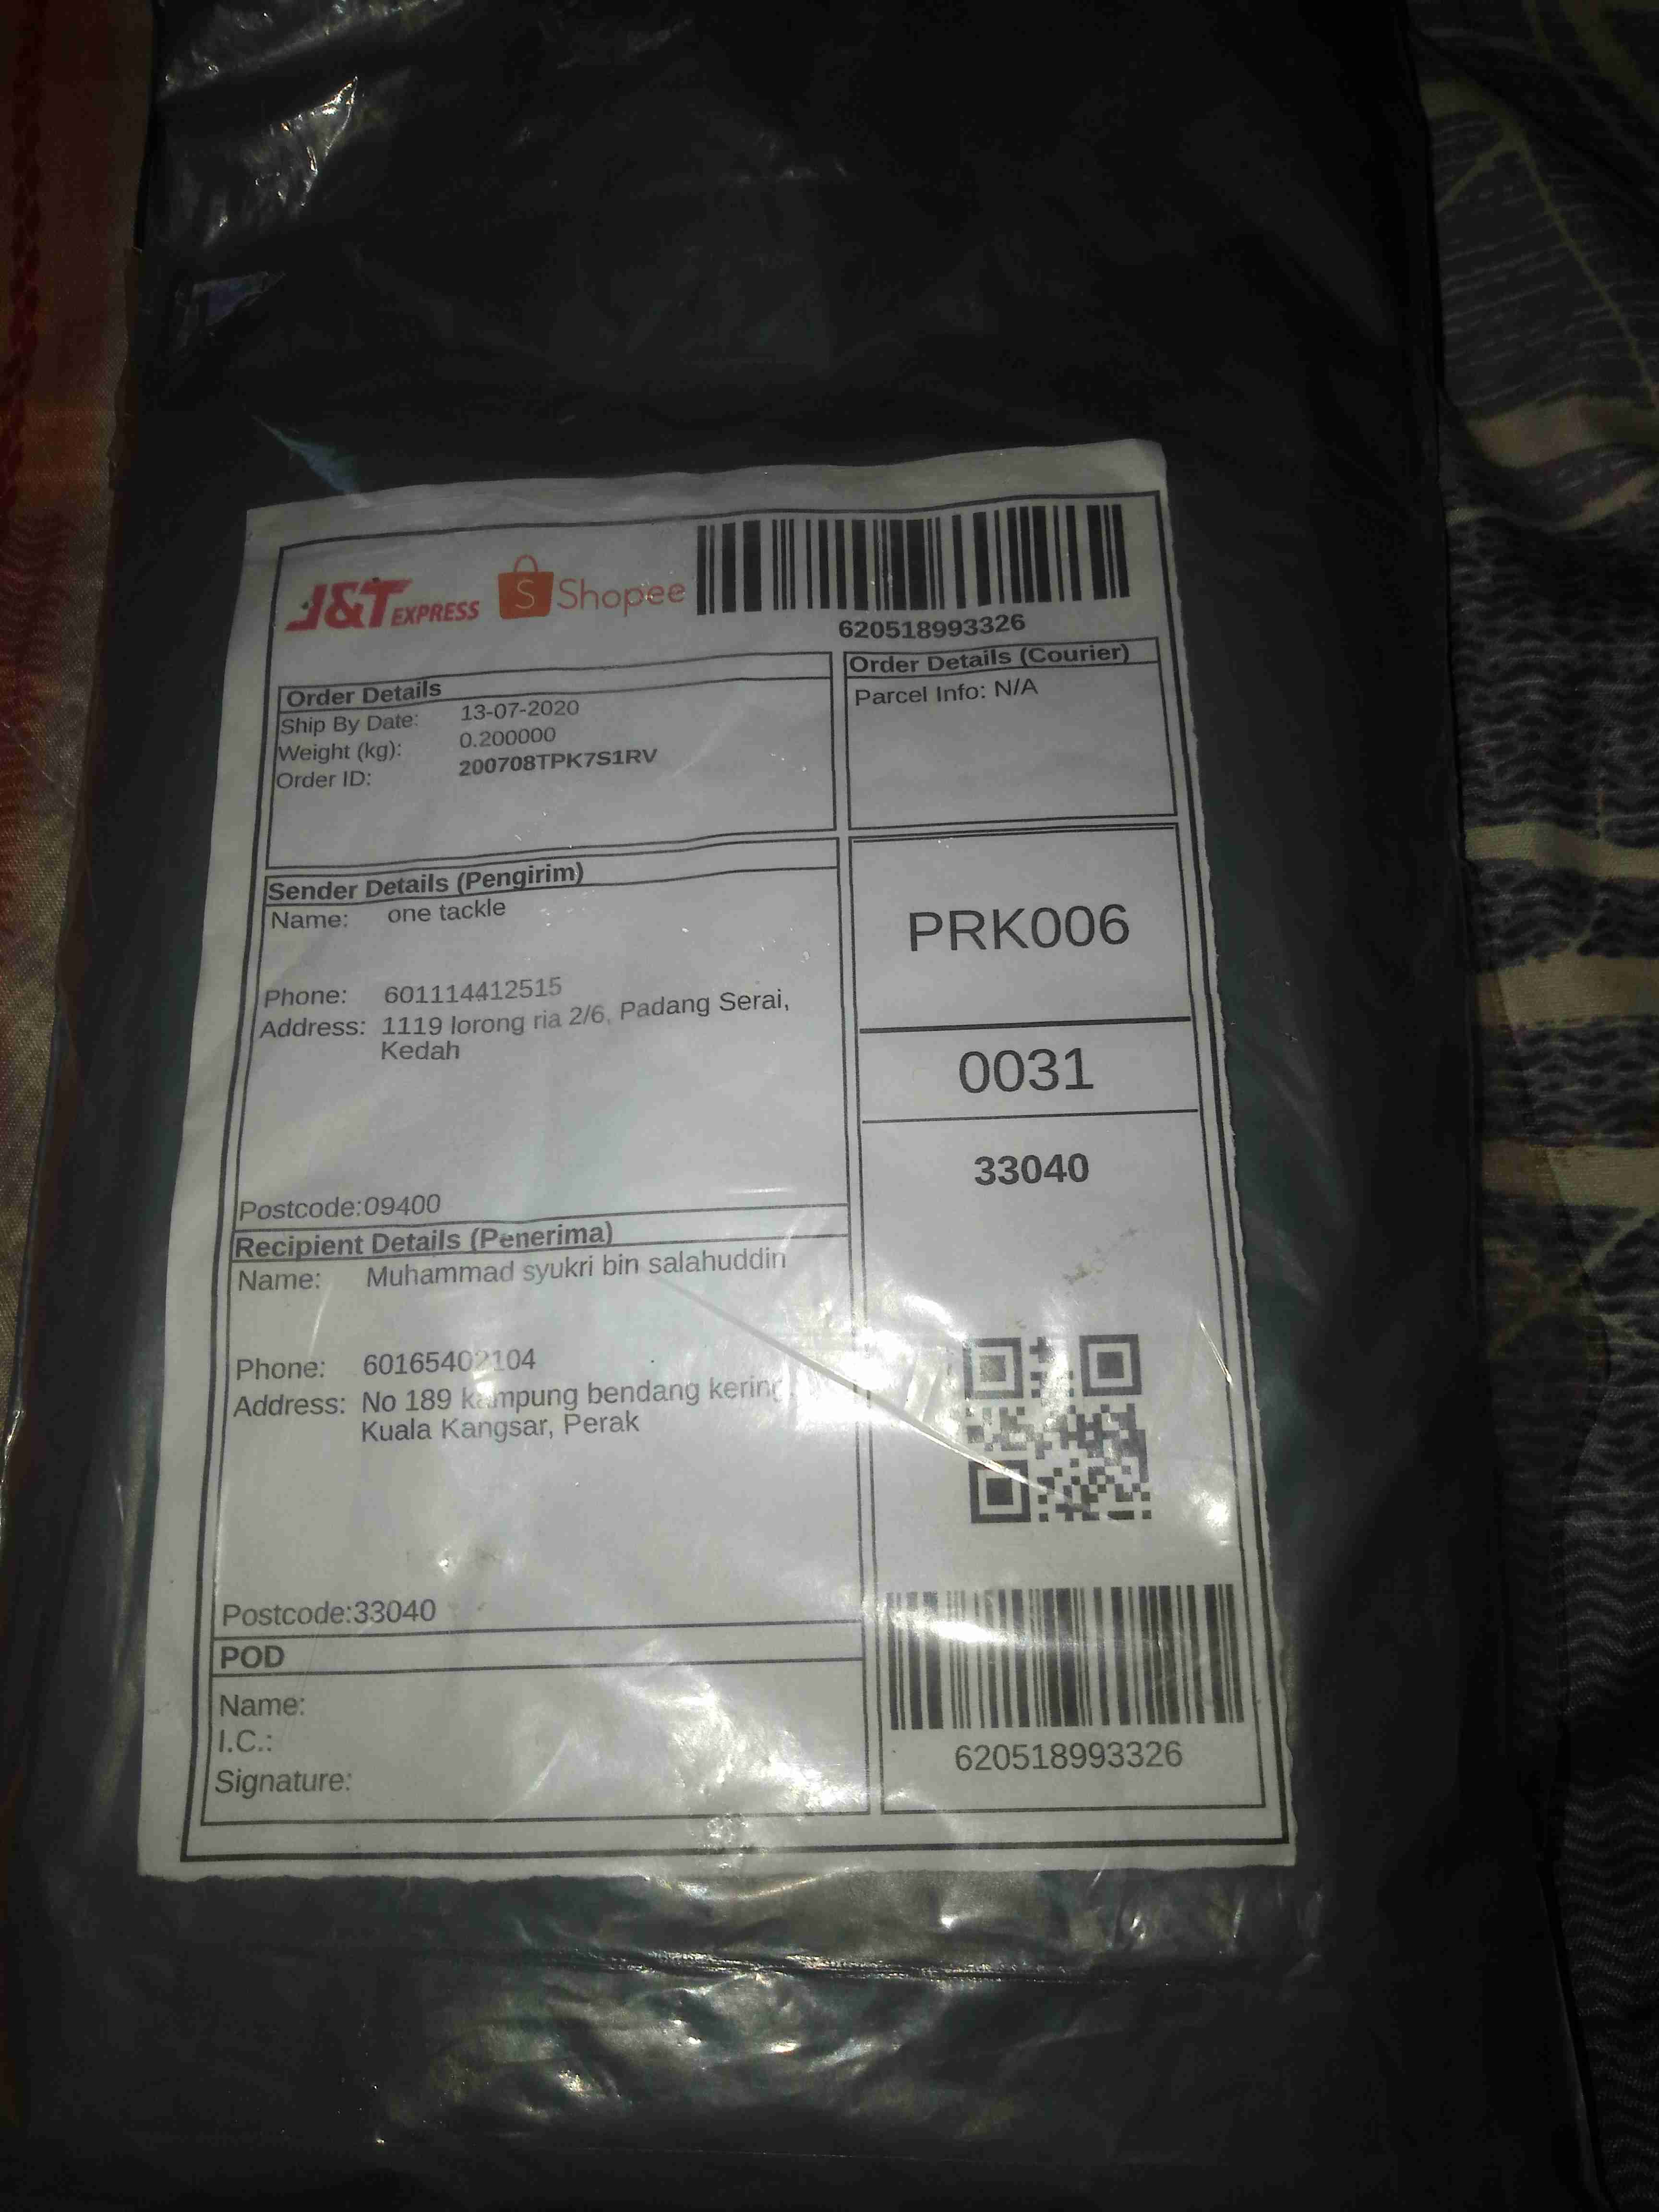 J&T EXPRESS
S Shopee
620518993326
Order Details
Ship By Date: 13-07-2020
Weight (kg): 0.200000
Order ID: 200708TPK7S1RV
Order Details (Courier)
Parcel Info: N/A
Sender Details (Pengirim)
Name: one tackle
Phone: 601114412515
Address: 1119 lorong ria 2/6, Padang Serai,
Kedah
Postcode:09400
PRK006
0031
33040
Recipient Details (Penerima)
Name: Muhammad syukri bin salahuddin
Phone:
Address: No 189 kampung bendang kering
Kuala Kangsar, Perak
Postcode:33040
POD
Name:
I.C.:
Signature:
620518993326